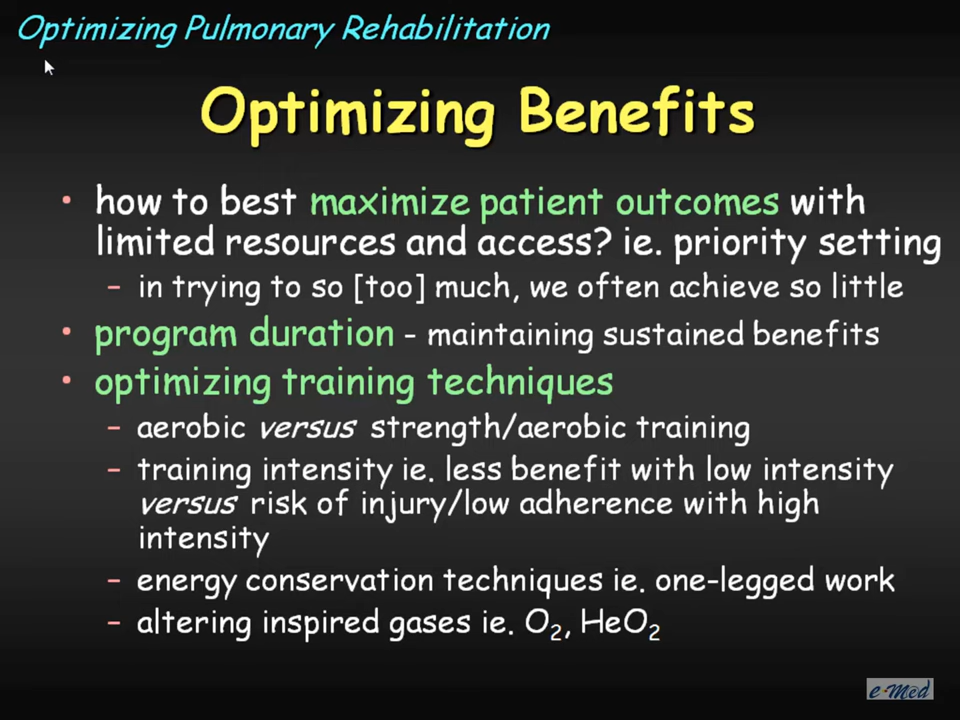 Optimizing Pulmonary Rehabilitation
Optimizing Benefits
• how to best maximize patient outcomes with
limited resources and access? ie. priority setting
– in trying to so [too] much, we often achieve so little
• program duration - maintaining sustained benefits
• optimizing training techniques
– aerobic versus strength/aerobic training
– training intensity ie. less benefit with low intensity
versus risk of injury/low adherence with high
intensity
– energy conservation techniques ie. one-legged work
– altering inspired gases ie. O₂, HeO₂
e-Med